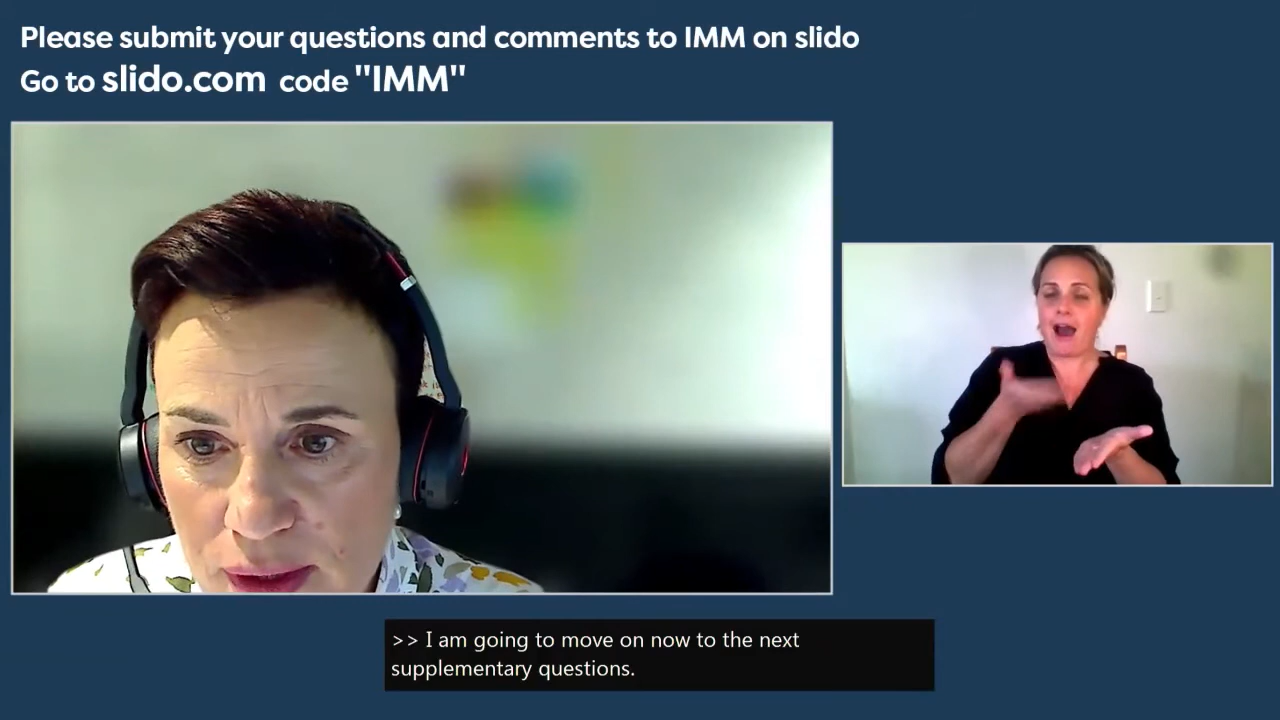 Please submit your questions and comments to IMM on slido
Go to slido.com code "IMM"
>> I am going to move on now to the next
supplementary questions.